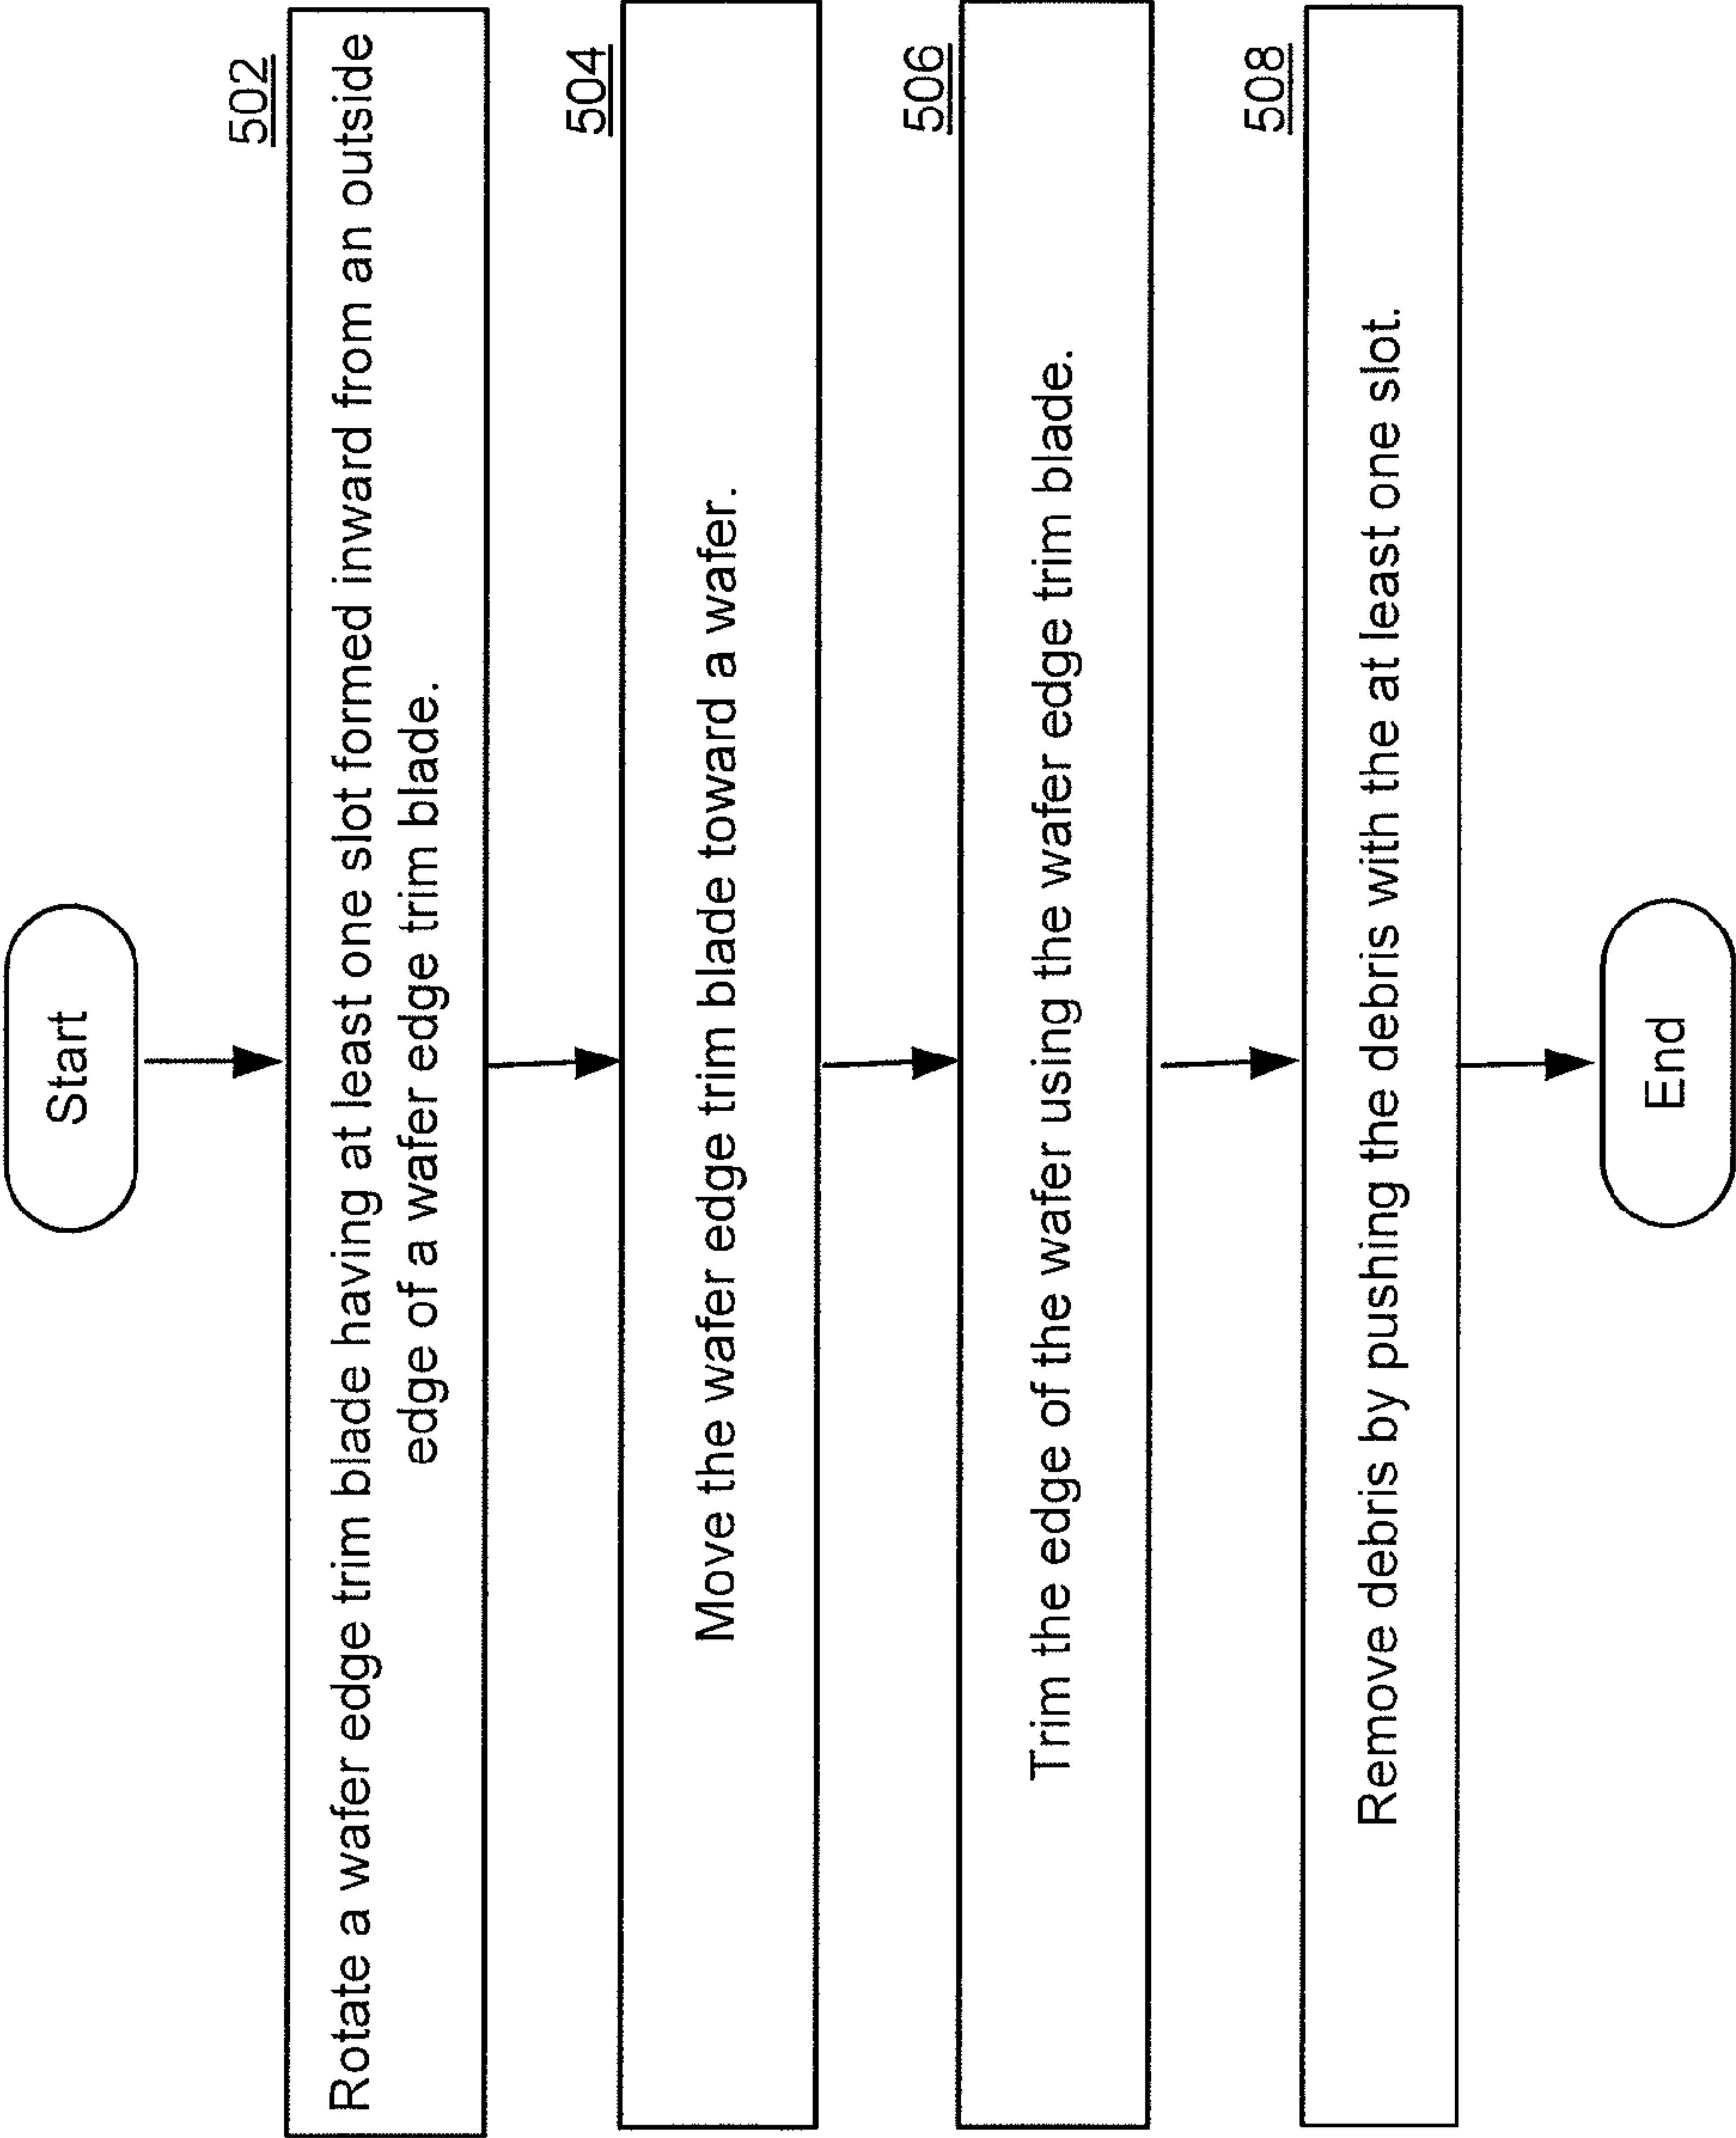 Start
502
Rotate a wafer edge trim blade having at least one slot formed inward from an outside
edge of a wafer edge trim blade.
504
Move the wafer edge trim blade toward a wafer.
506
Trim the edge of the wafer using the wafer edge trim blade.
508
Remove debris by pushing the debris with the at least one slot.
End